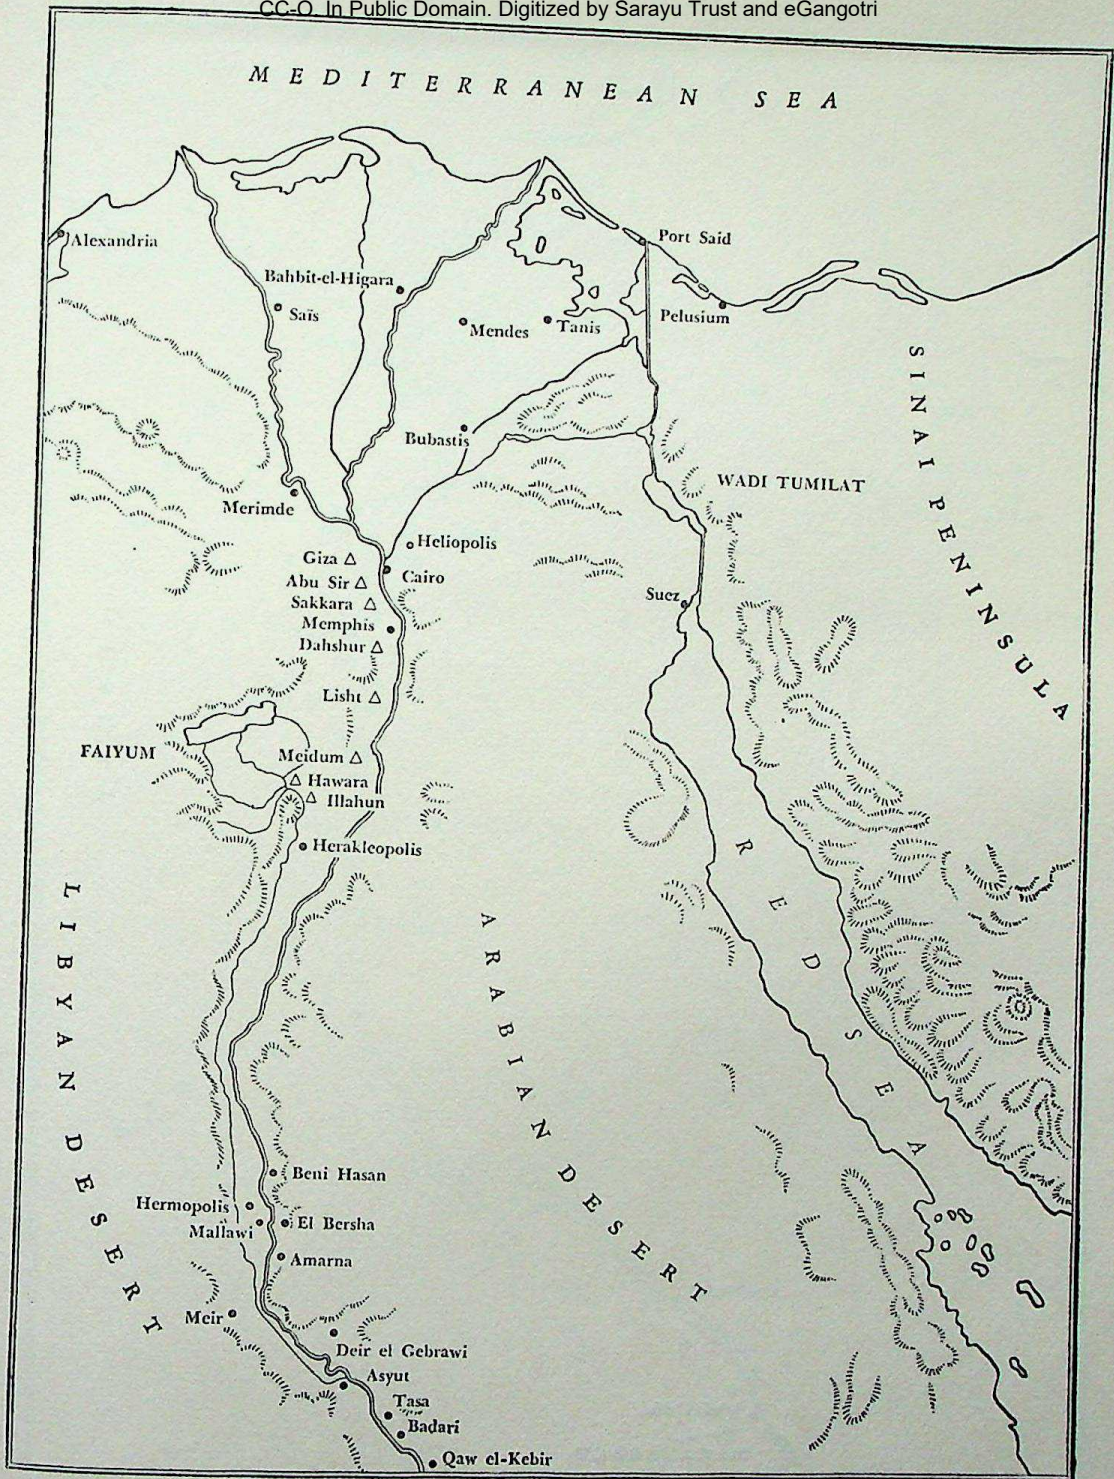 CC-O. In Public Domain. Digitized by Sarayu Trust and eGangotri
MEDITERRANEAN SEA
Alexandria
Port Said
Bahbit-el-Higara
Saïs
Mendes
Tanis
Pelusium
SINAI PENINSULA
Bubastis
WADI TUMILAT
Merimde
Heliopolis
Giza
Cairo
Abu Sir
Suez
Sakkara
Memphis
Dahshur
Lisht
FAIYUM
Meidum
Hawara
Illahun
Herakleopolis
RED SEA
LIBYAN DESERT
ARABIAN DESERT
Beni Hasan
Hermopolis
El Bersha
Mallawi
Amarna
Meir
Deir el Gebrawi
Asyut
Tasa
Badari
Qaw el-Kebir